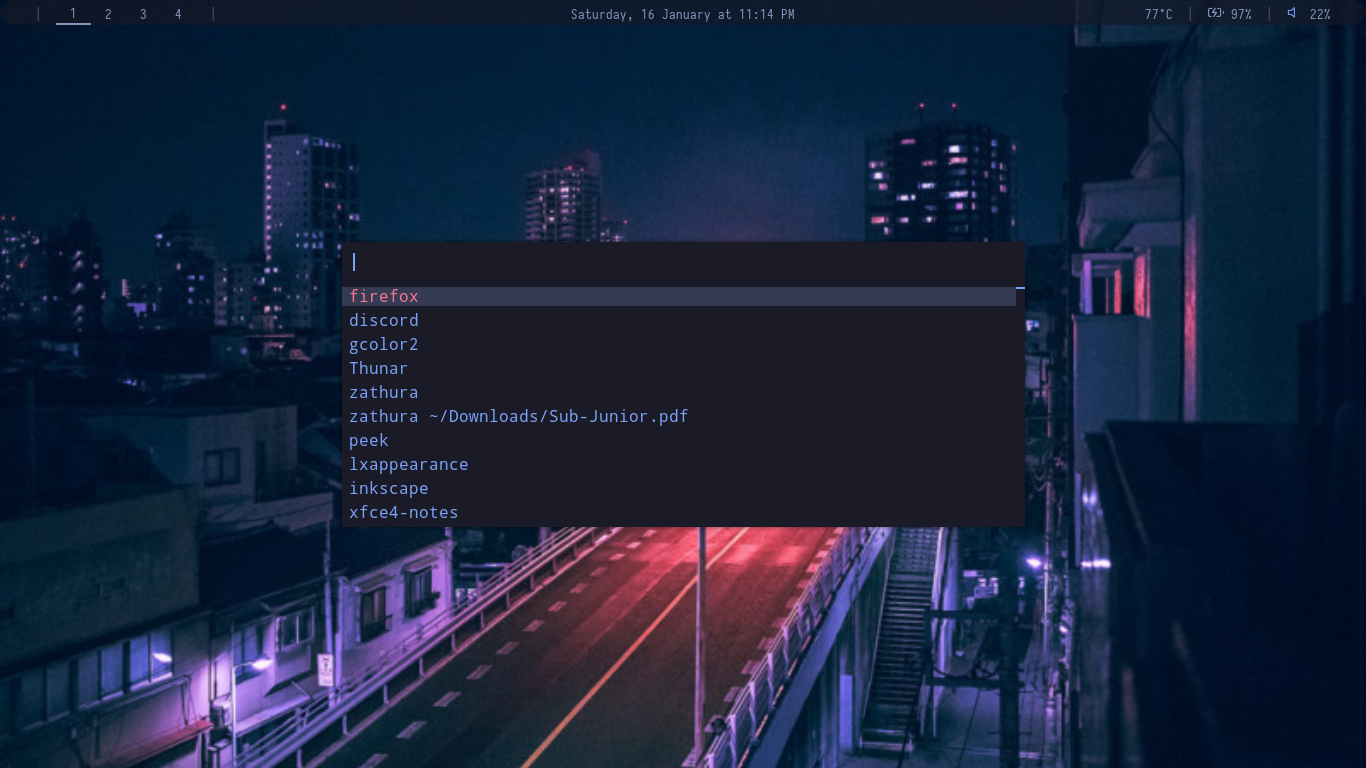 1 2 3 4 Saturday, 16 January at 11:14 PM 77°C 97% 22%
firefox
discord
gcolor2
Thunar
zathura
zathura ~/Downloads/Sub-Junior.pdf
peek
lxappearance
inkscape
xfce4-notes